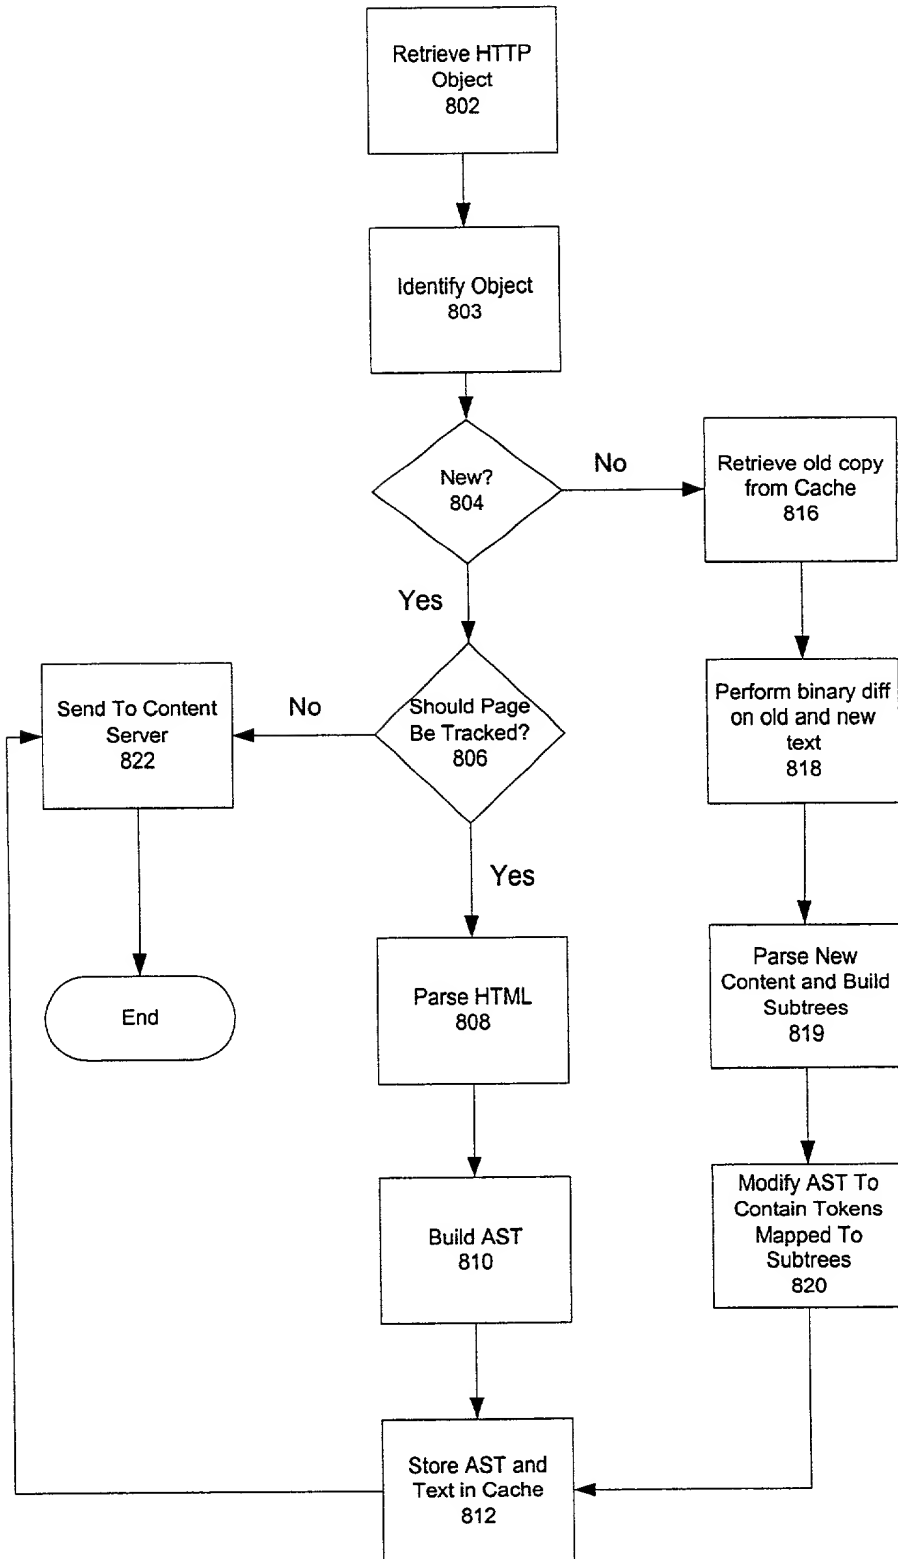 Retrieve HTTP
Object
802
Identify Object
803
New?
804
No
Retrieve old copy
from Cache
816
Yes
Send To Content
Server
822
No
Should Page
Be Tracked?
806
Perform binary diff
on old and new
text
818
Yes
End
Parse HTML
808
Parse New
Content and Build
Subtrees
819
Build AST
810
Modify AST To
Contain Tokens
Mapped To
Subtrees
820
Store AST and
Text in Cache
812